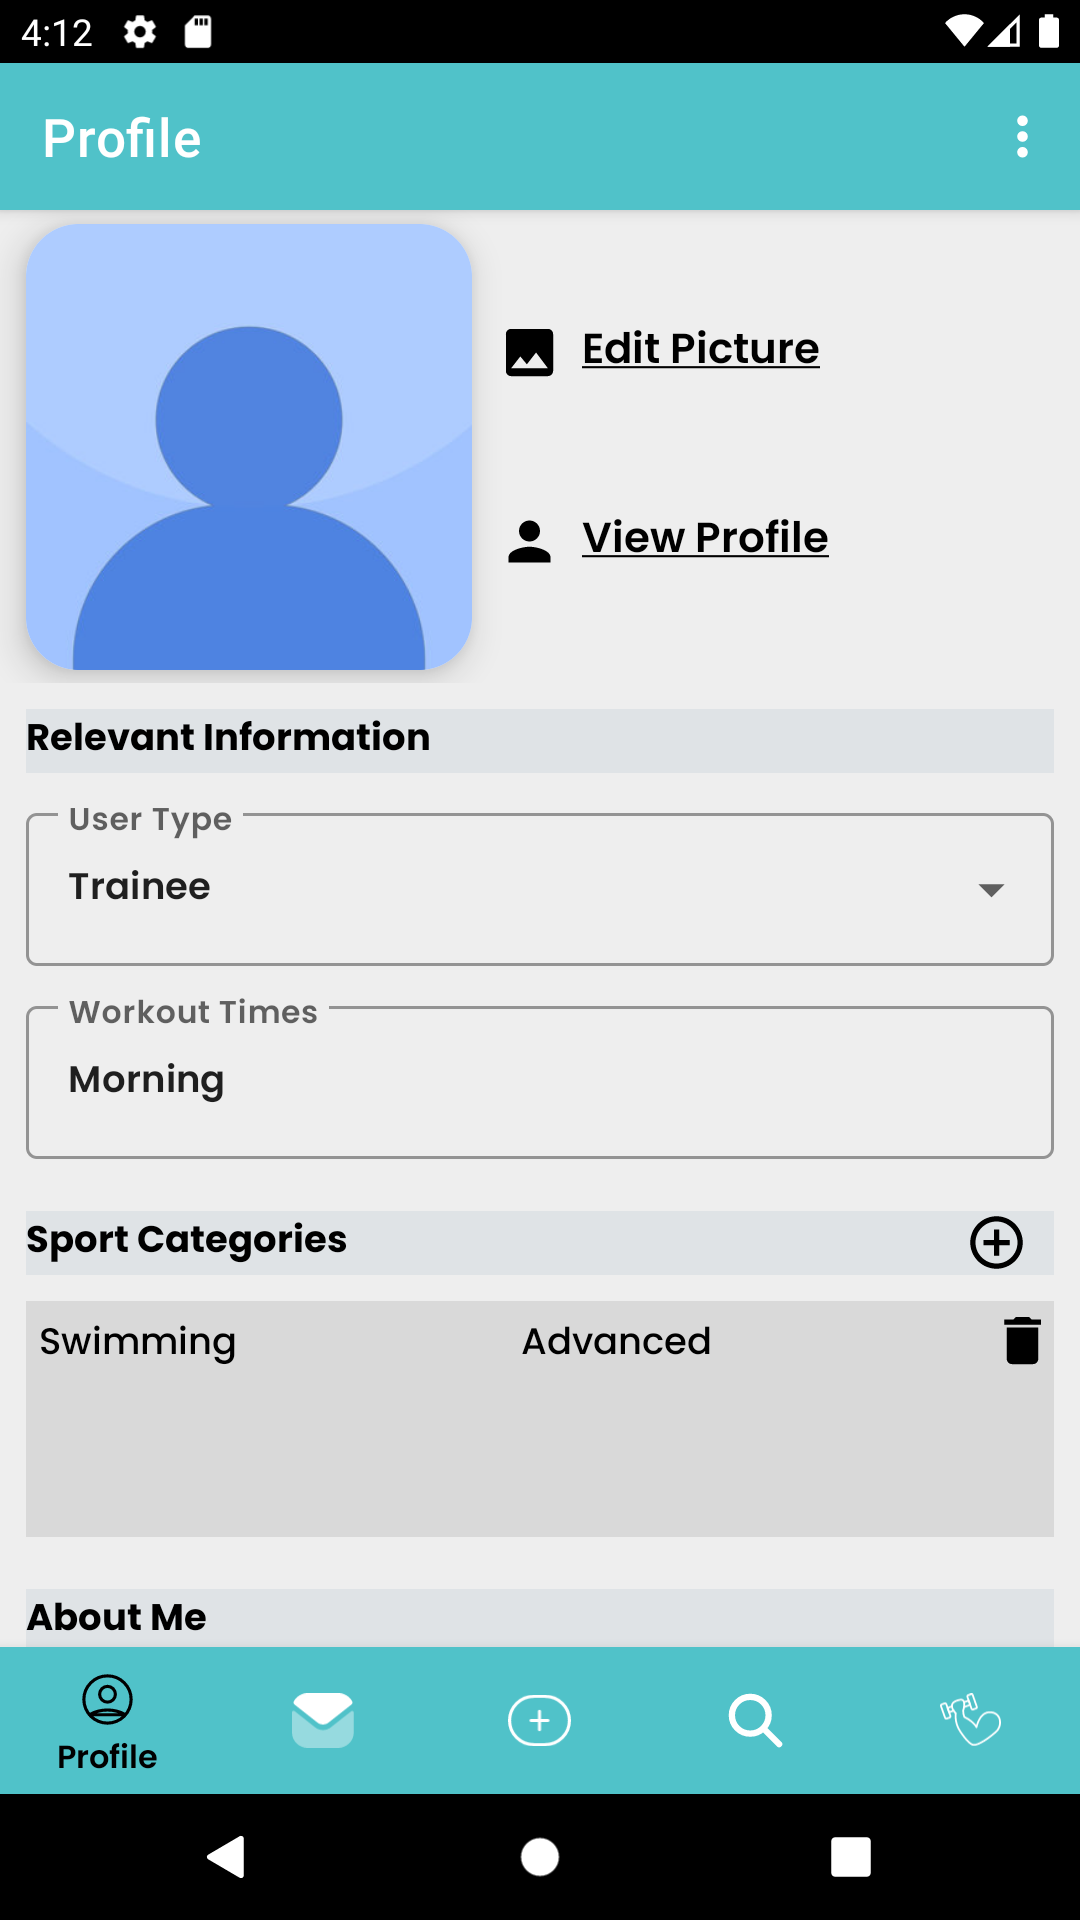 4:12
Profile
Edit Picture
View Profile
Relevant Information
User Type
Trainee
Workout Times
Morning
Sport Categories
Swimming Advanced
About Me
Profile